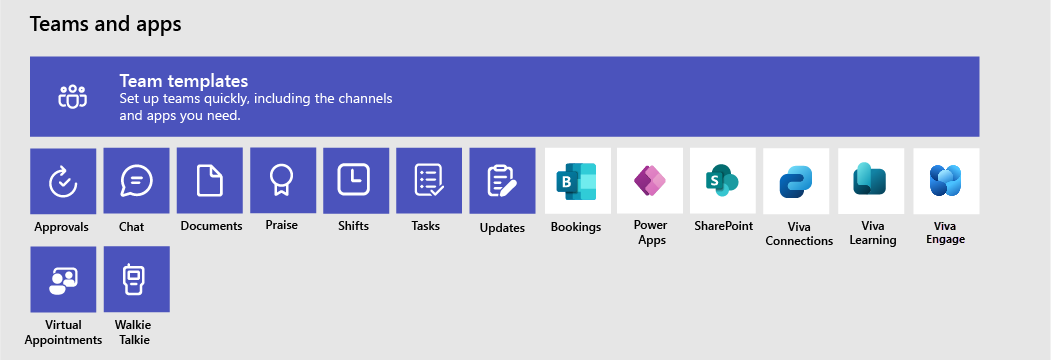 Teams and apps
Team templates
Set up teams quickly, including the channels
and apps you need.
B
S
Approvals
Chat
Documents
Praise
Shifts
Tasks
Updates
Bookings
Power
Apps
SharePoint
Viva
Connections
Viva
Learning
Viva
Engage
Virtual
Appointments
Walkie
Talkie